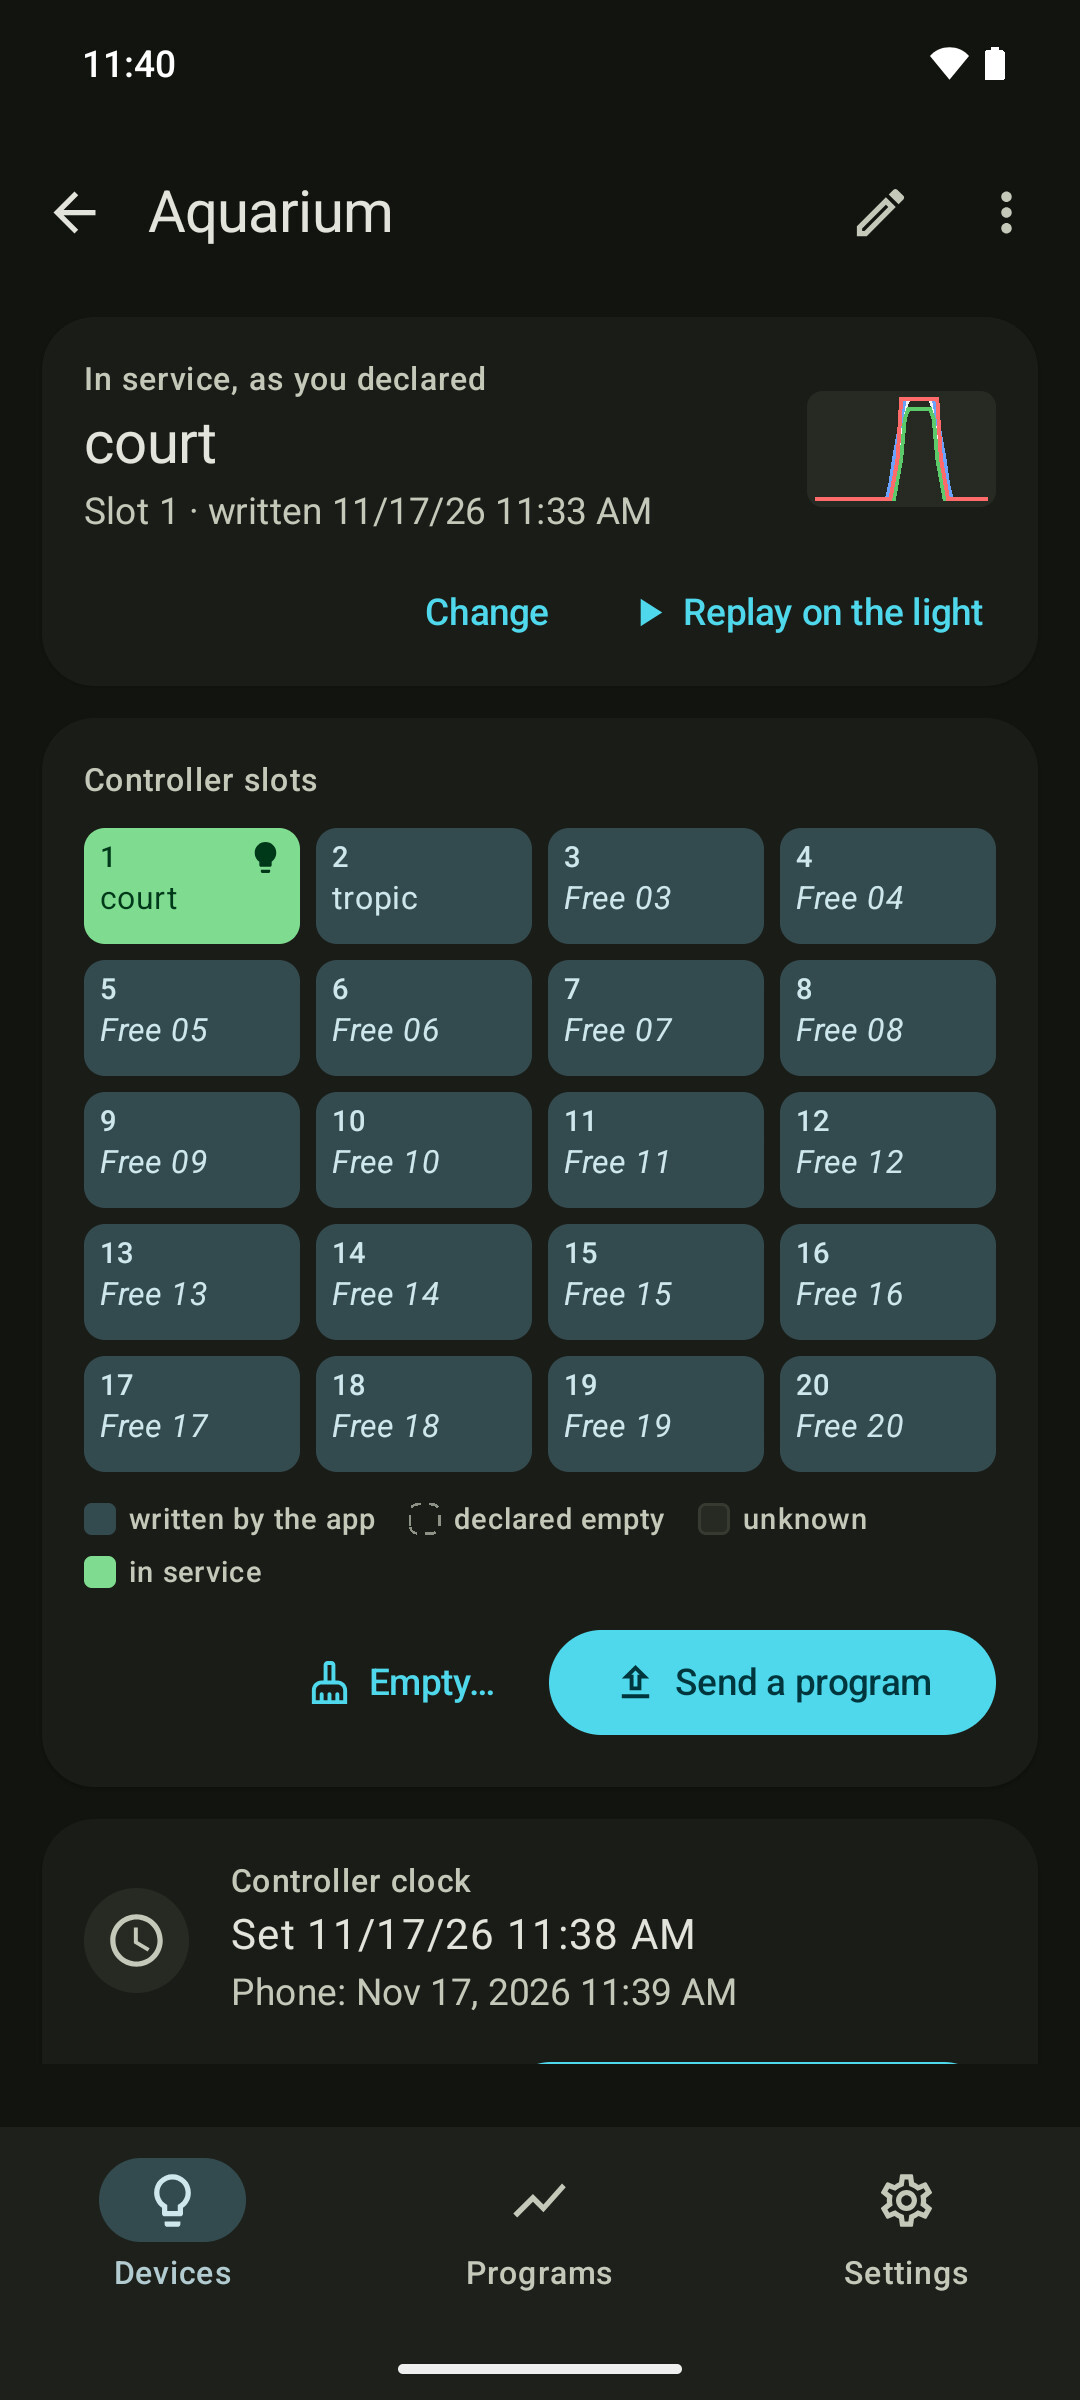 11:40
Aquarium
In service, as you declared
court
Slot 1 · written 11/17/26 11:33 AM
Change
Replay on the light
Controller slots
1
court
2
tropic
3
Free 03
4
Free 04
5
Free 05
6
Free 06
7
Free 07
8
Free 08
9
Free 09
10
Free 10
11
Free 11
12
Free 12
13
Free 13
14
Free 14
15
Free 15
16
Free 16
17
Free 17
18
Free 18
19
Free 19
20
Free 20
written by the app
declared empty
unknown
in service
Empty…
Send a program
Controller clock
Set 11/17/26 11:38 AM
Phone: Nov 17, 2026 11:39 AM
Devices
Programs
Settings